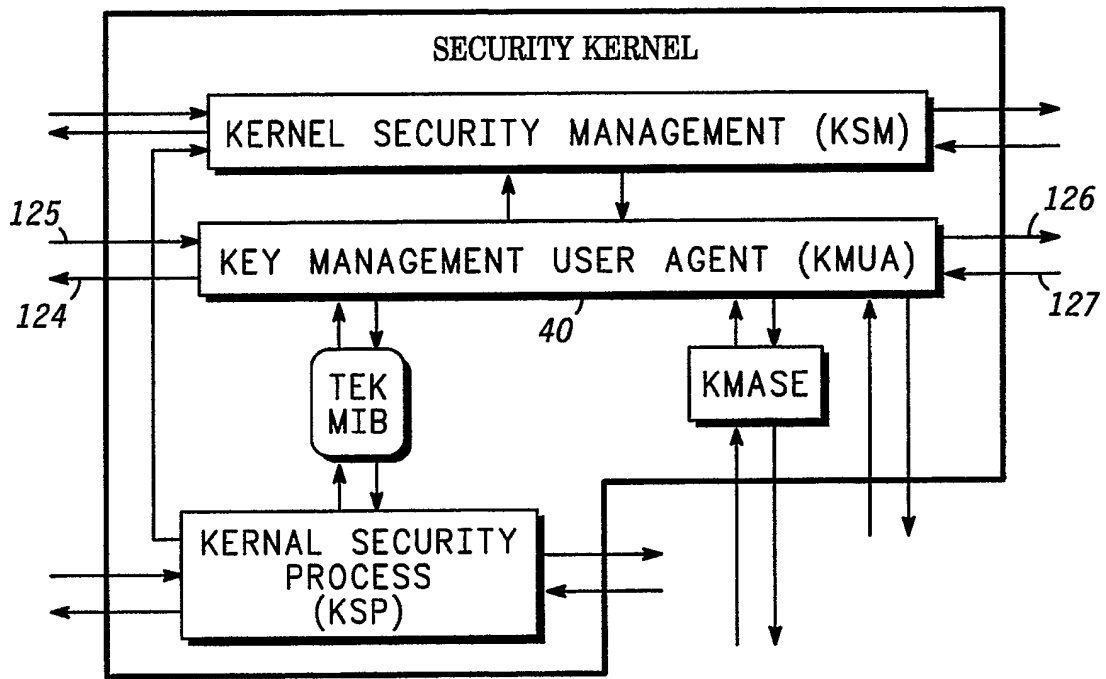 SECURITY KERNEL
KERNEL SECURITY MANAGEMENT (KSM)
125
126
KEY MANAGEMENT USER AGENT (KMUA)
124
40
127
TEK
MIB
KMASE
KERNAL SECURITY
PROCESS
(KSP)